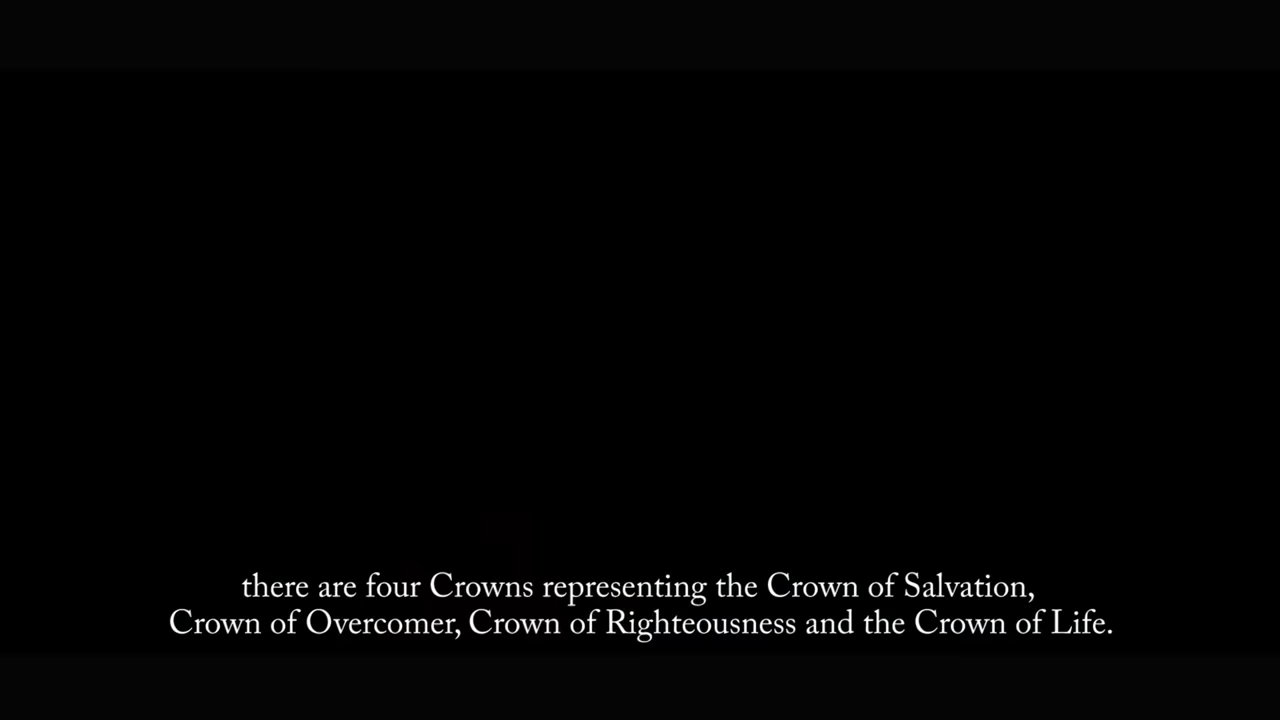 there are four Crowns representing the Crown of Salvation,
Crown of Overcomer, Crown of Righteousness and the Crown of Life.